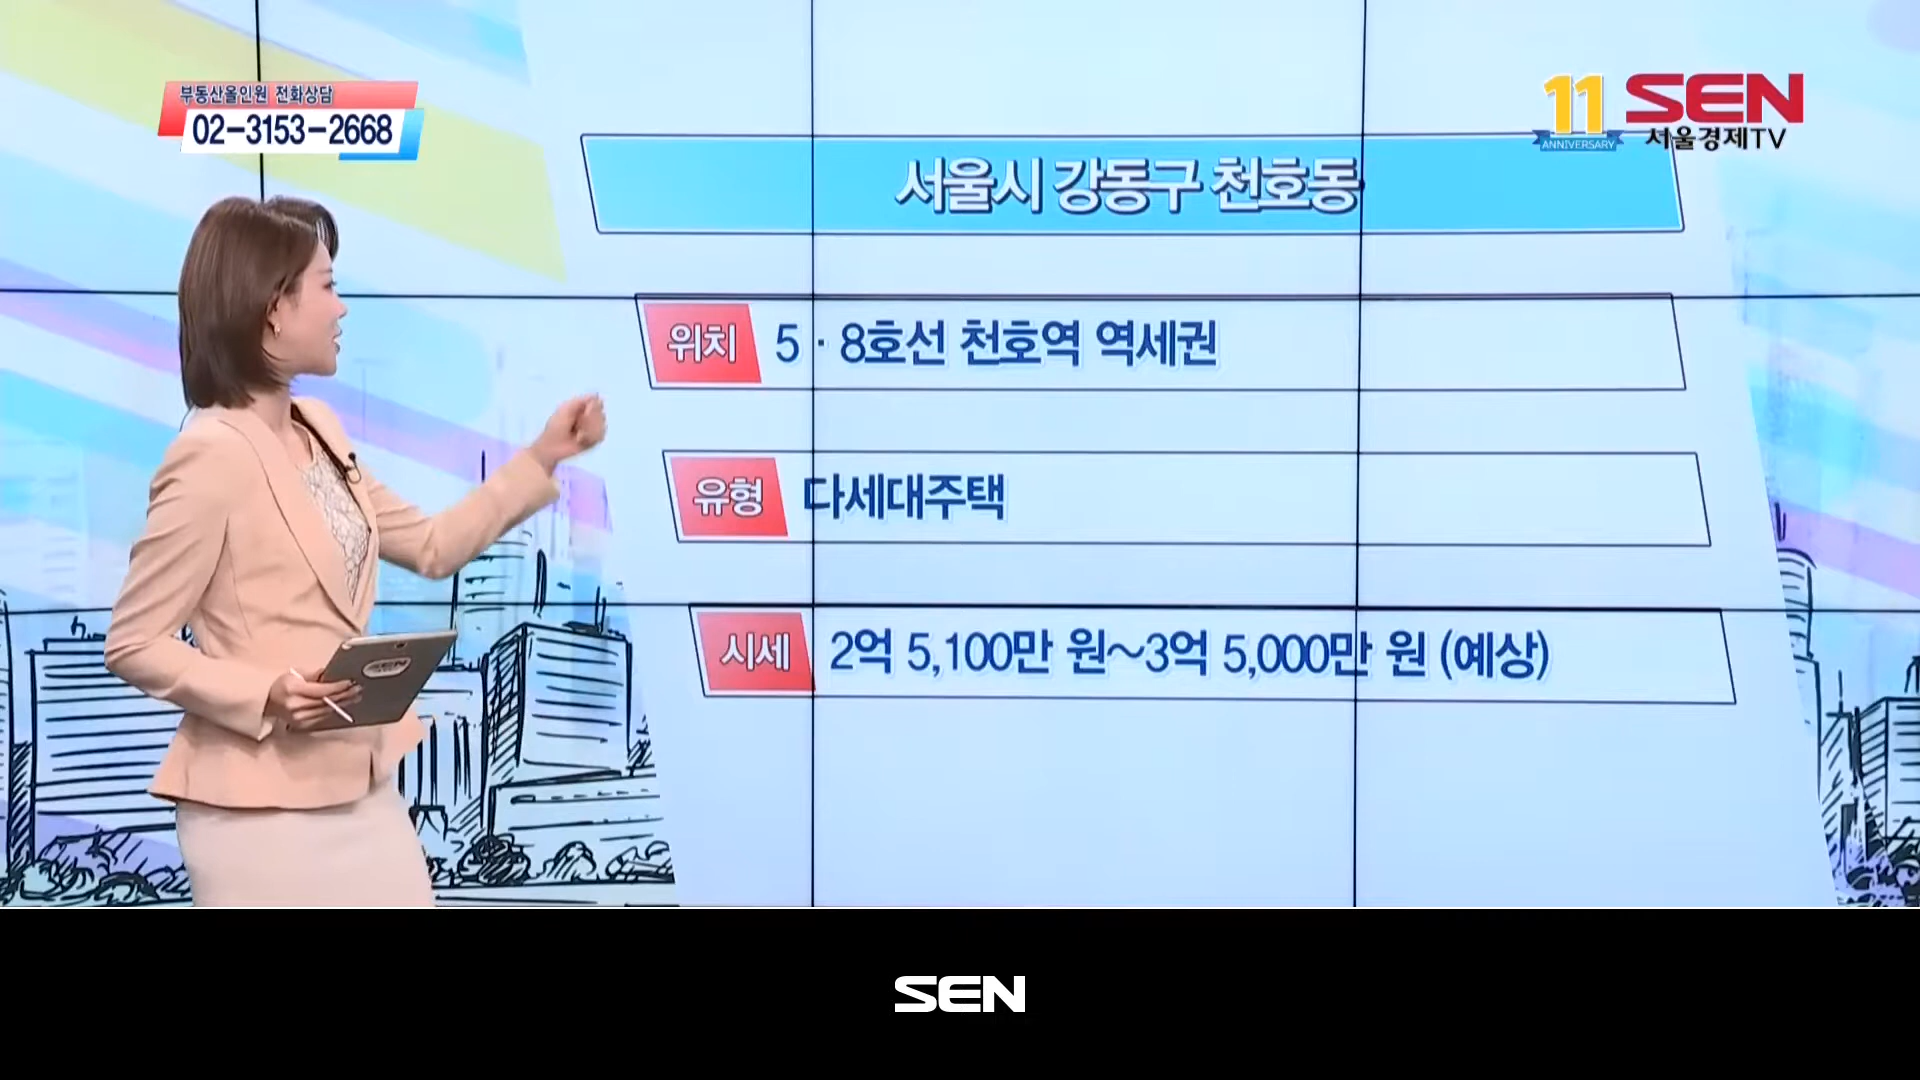 부동산올인원 전화상담
02-3153-2668
11 SEN
ANNIVERSARY 서울경제TV
서울시 강동구 천호동
위치 5·8호선 천호역 역세권
유형 다세대주택
시세 2억 5,100만 원~3억 5,000만 원 (예상)
SEN
SEN